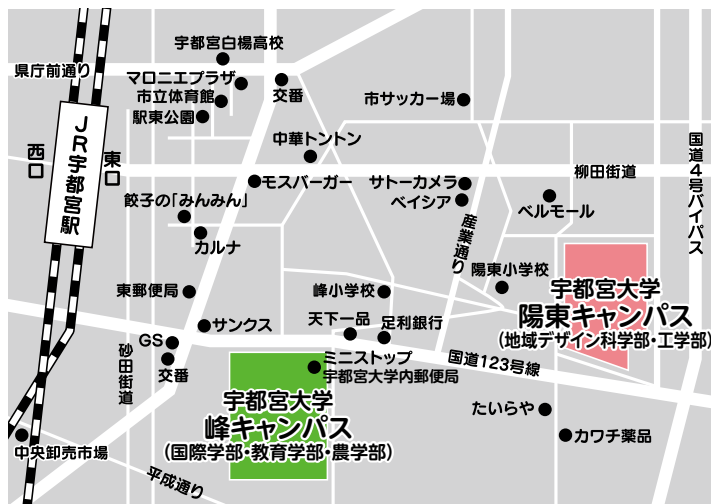 宇都宮白楊高校
県庁前通り
マロニエプラザ
市立体育館
交番
駅東公園
市サッカー場
中華トントン
国道4号バイパス
西口
JR宇都宮駅
東口
柳田街道
モスバーガー
サトーカメラ
ベイシア
餃子の「みんみん」
ベルモール
カルナ
産業通り
陽東小学校
東郵便局
峰小学校
宇都宮大学
陽東キャンパス
(地域デザイン科学部・工学部)
サンクス
天下一品
足利銀行
GS
砂田街道
交番
ミニストップ
宇都宮大学内郵便局
国道123号線
宇都宮大学
峰キャンパス
(国際学部・教育学部・農学部)
たいらや
カワチ薬品
中央卸売市場
平成通り